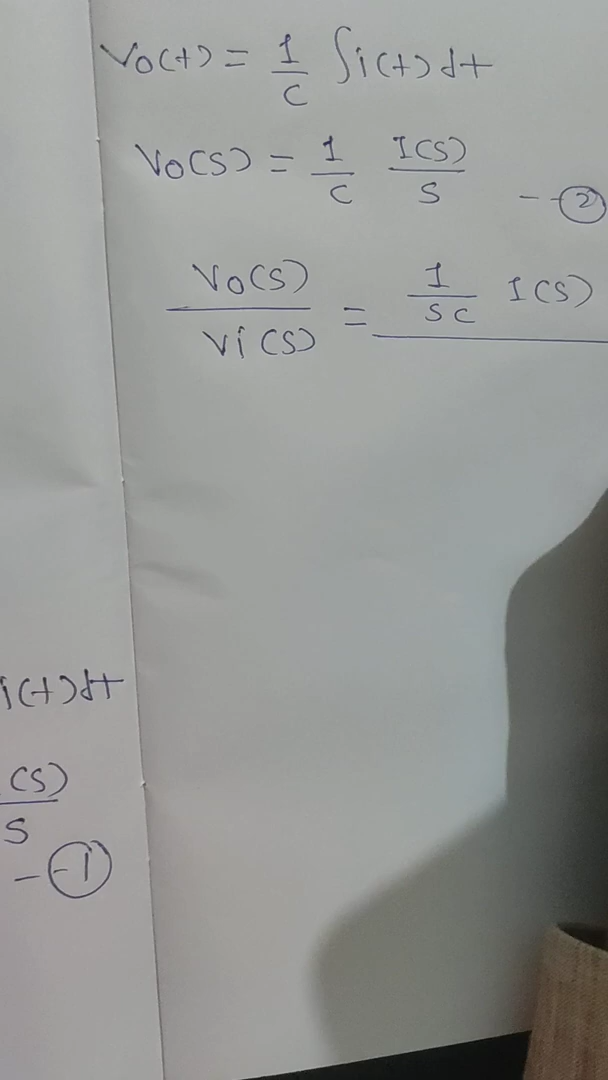 Vo(t) = 1/C ∫i(t) dt
Vo(s) = 1/C I(s)/S --②
Vo(s)/Vi(s) = 1/SC I(s)
i(t)dt
(s)/S
-①